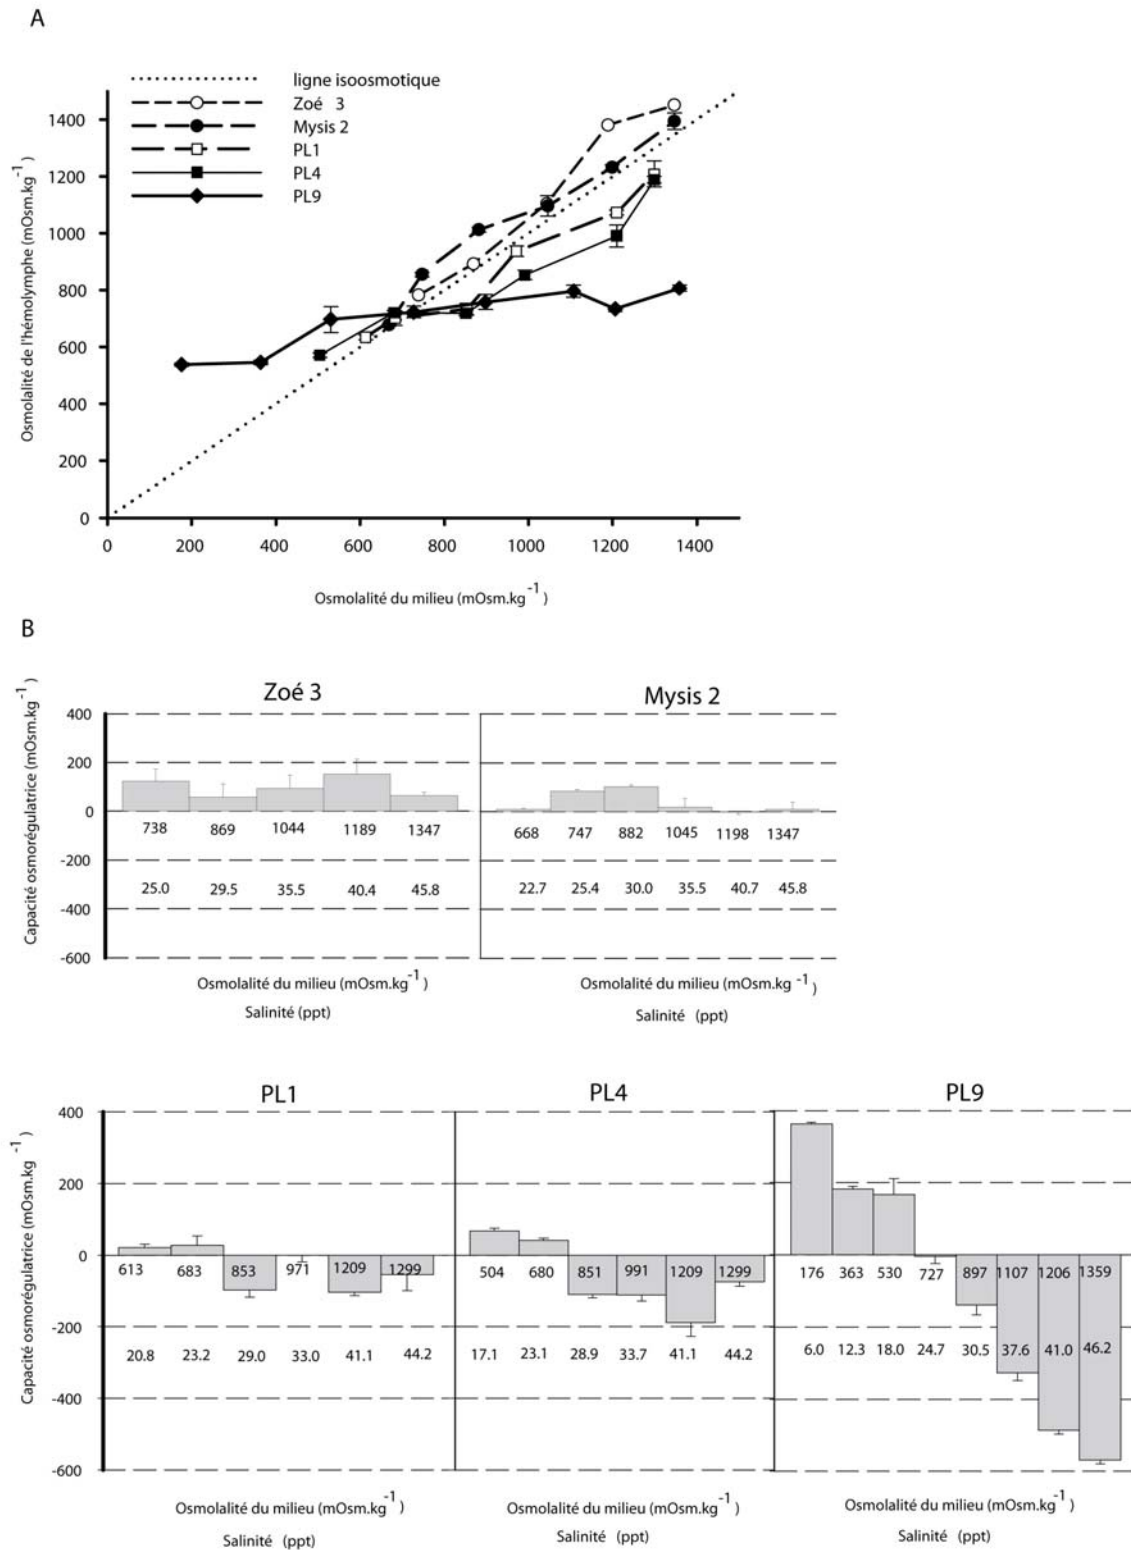 A
ligne isoosmotique
Zoé 3
Mysis 2
PL1
PL4
PL9
Osmolalité de l'hémolymphe (mOsm.kg-1)
1400
1200
1000
800
600
400
200
0
0 200 400 600 800 1000 1200 1400
Osmolalité du milieu (mOsm.kg-1)
B
Zoé 3 Mysis 2
Capacité osmorégulatrice (mOsm.kg-1)
400
200
0
-200
-400
-600
738 869 1044 1189 1347 668 747 882 1045 1198 1347
25.0 29.5 35.5 40.4 45.8 22.7 25.4 30.0 35.5 40.7 45.8
Osmolalité du milieu (mOsm.kg-1) Osmolalité du milieu (mOsm.kg-1)
Salinité (ppt) Salinité (ppt)
PL1 PL4 PL9
Capacité osmorégulatrice (mOsm.kg-1)
400
200
0
-200
-400
-600
613 683 853 971 1209 1299 504 680 851 991 1209 1299 176 363 530 727 897 1107 1206 1359
20.8 23.2 29.0 33.0 41.1 44.2 17.1 23.1 28.9 33.7 41.1 44.2 6.0 12.3 18.0 24.7 30.5 37.6 41.0 46.2
Osmolalité du milieu (mOsm.kg-1) Osmolalité du milieu (mOsm.kg-1) Osmolalité du milieu (mOsm.kg-1)
Salinité (ppt) Salinité (ppt) Salinité (ppt)